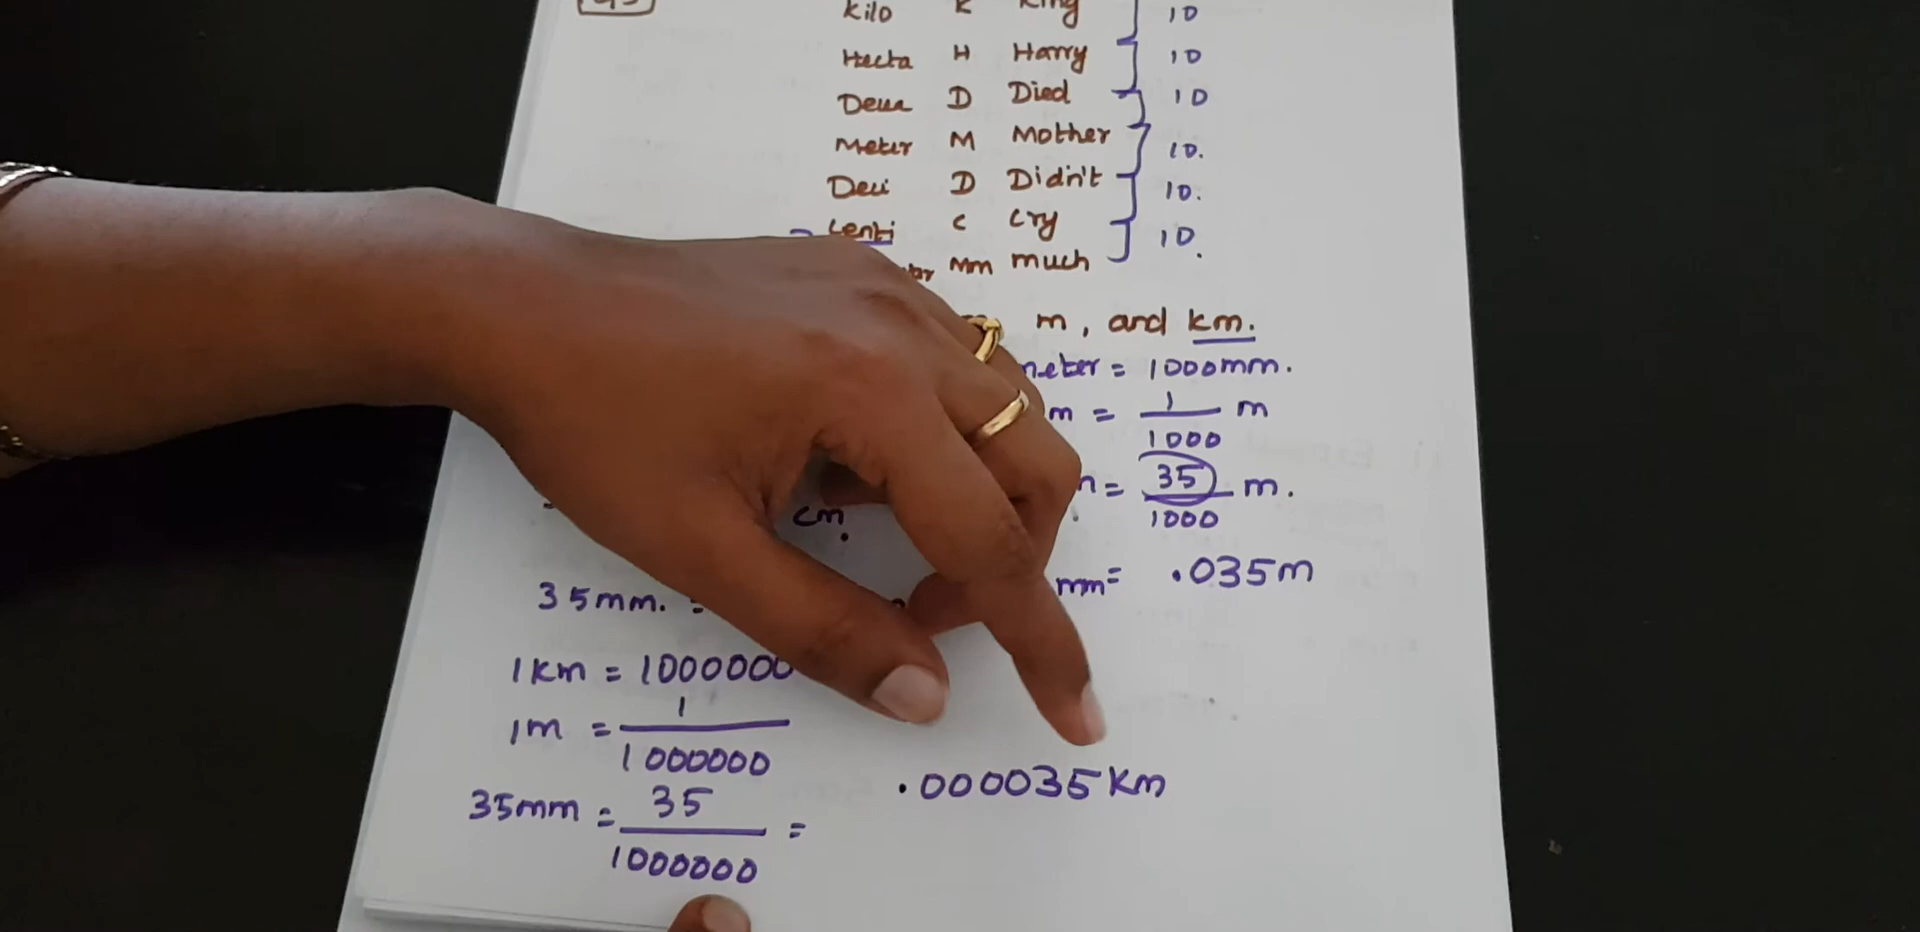 Kilo K King 10
Hecta H Harry 10
Deca D Died 10
Meter M Mother 10.
Deci D Didn't 10.
Centi C Cry 10.
Mm much
m, and km.
meter = 1000mm.
m = 1/1000 m
= 35/1000 m.
cm.
mm = .035m
35mm. =
1km = 1000000
1m = 1/1000000
35mm = 35/1000000 =
.000035km